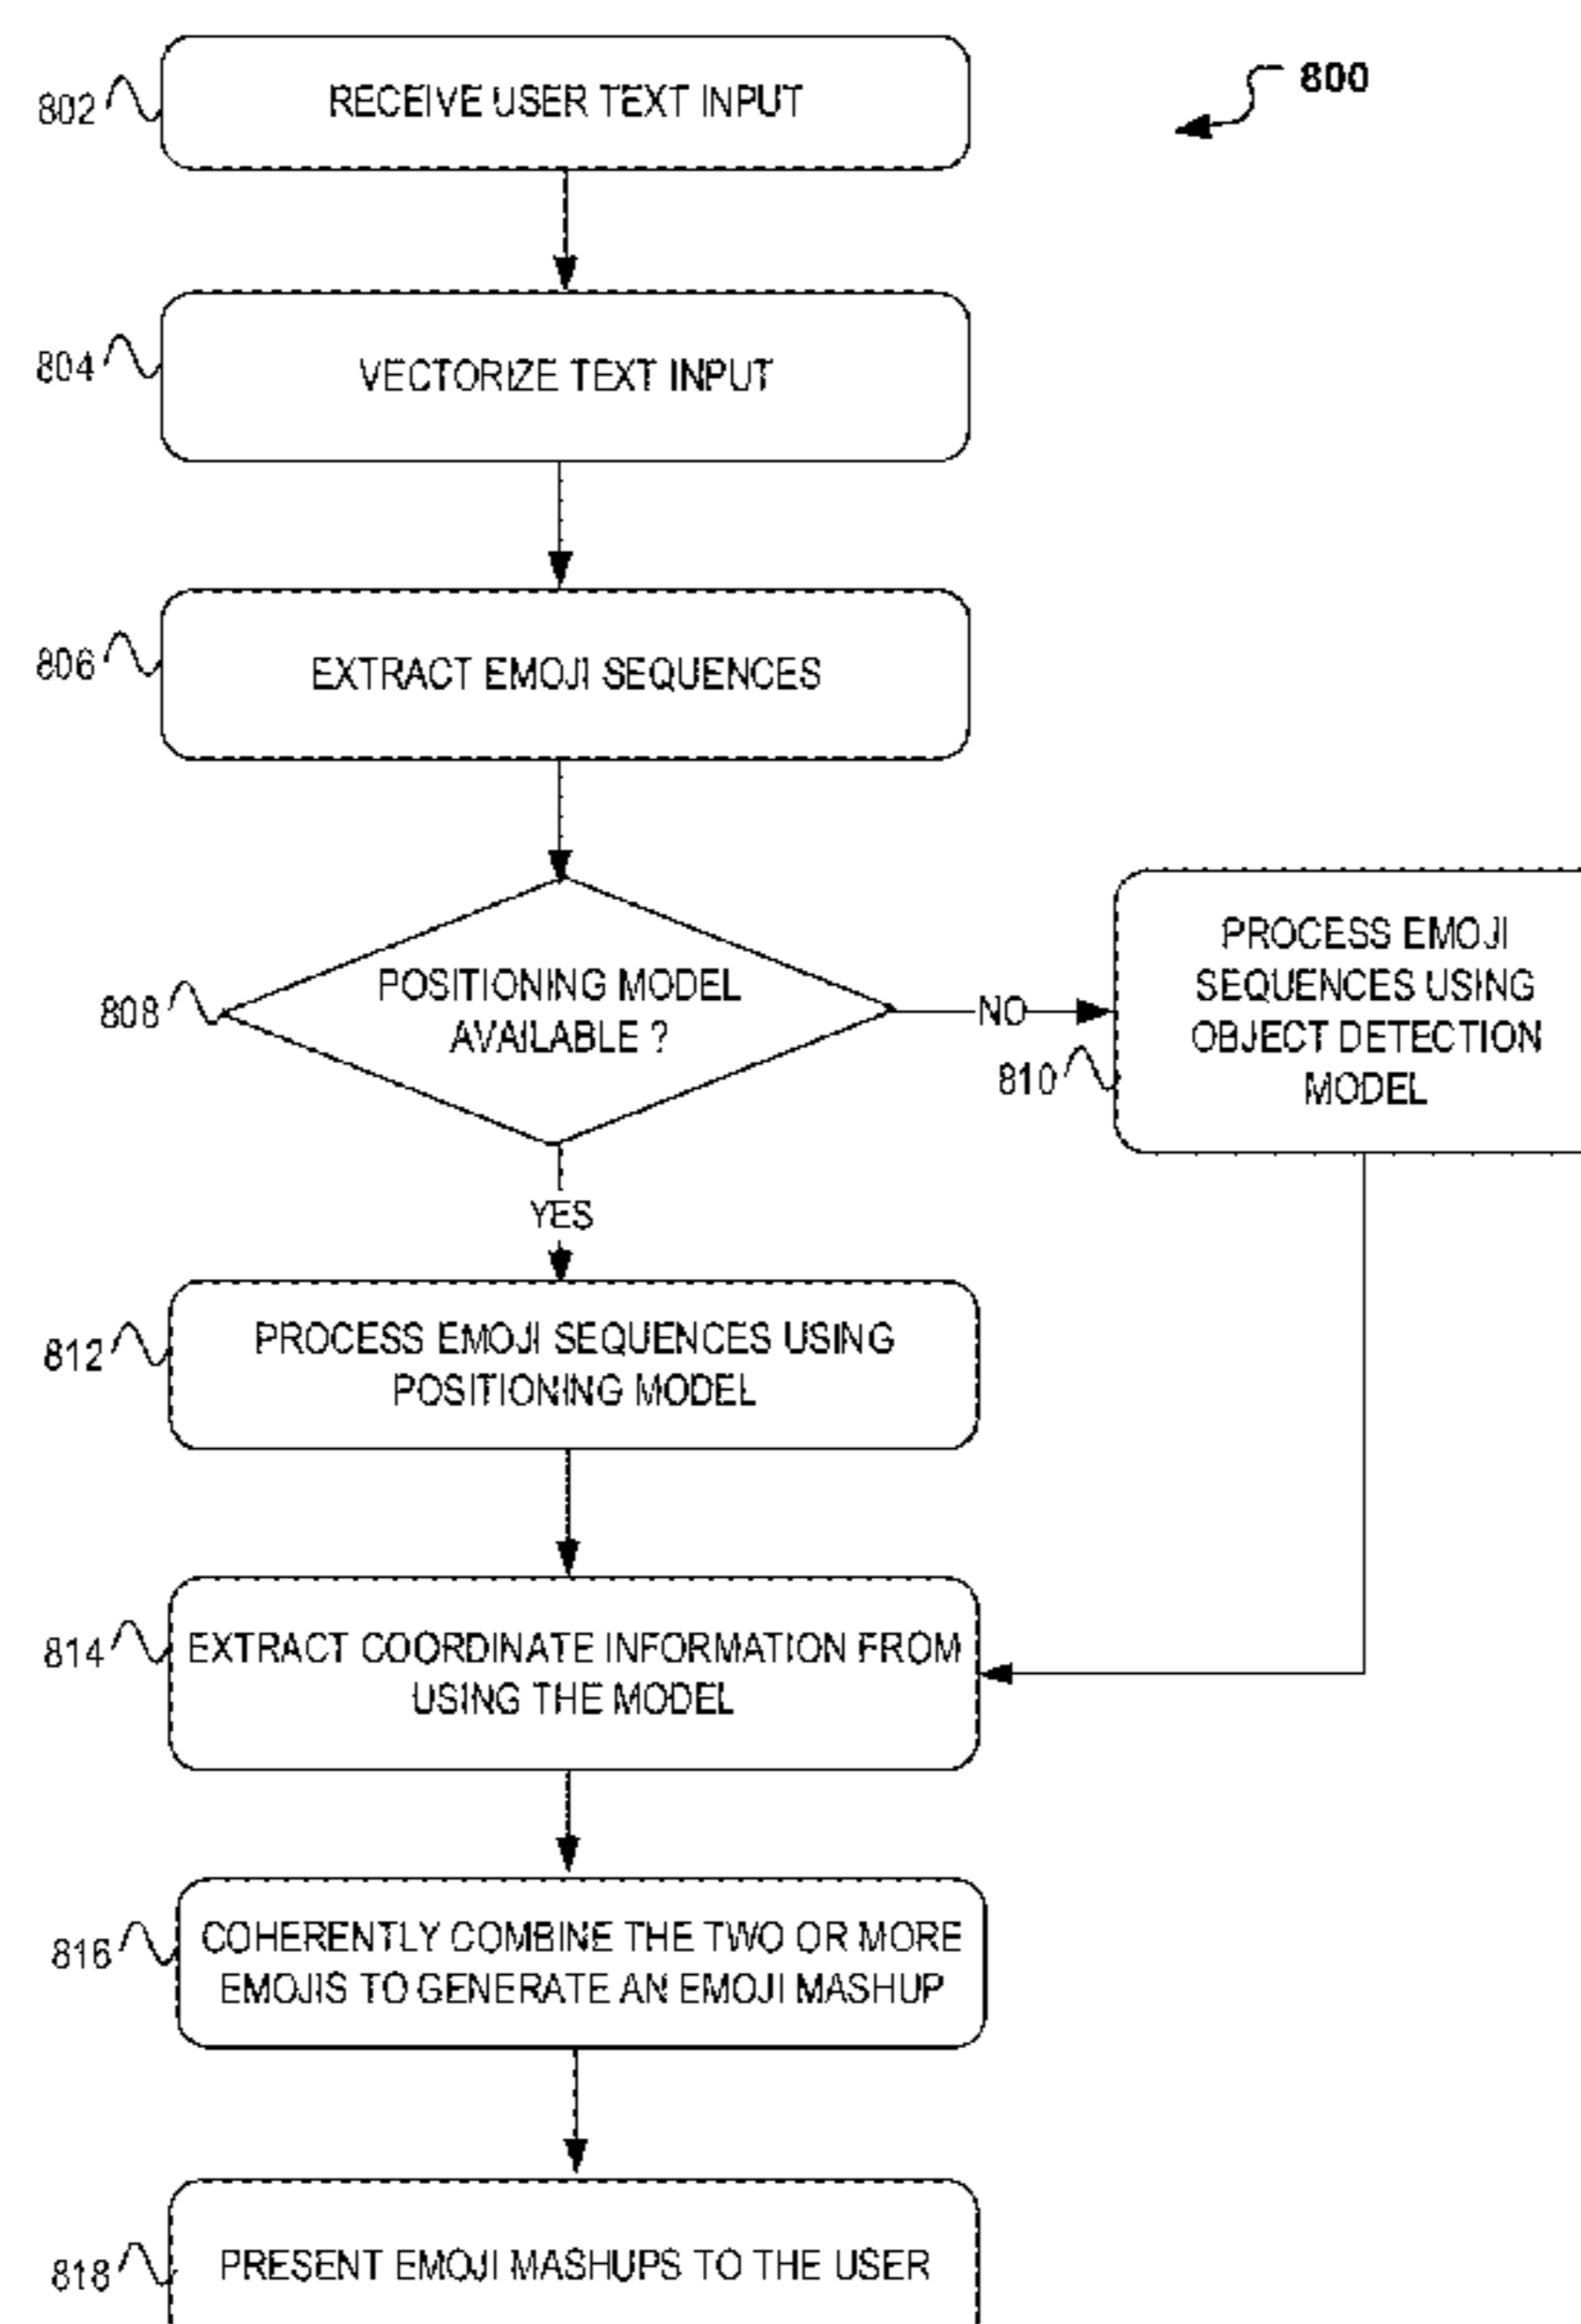 800
802
RECEIVE USER TEXT INPUT
804
VECTORIZE TEXT INPUT
806
EXTRACT EMOJI SEQUENCES
808
POSITIONING MODEL
AVAILABLE ?
NO
810
PROCESS EMOJI
SEQUENCES USING
OBJECT DETECTION
MODEL
YES
812
PROCESS EMOJI SEQUENCES USING
POSITIONING MODEL
814
EXTRACT COORDINATE INFORMATION FROM
USING THE MODEL
816
COHERENTLY COMBINE THE TWO OR MORE
EMOJIS TO GENERATE AN EMOJI MASHUP
818
PRESENT EMOJI MASHUPS TO THE USER